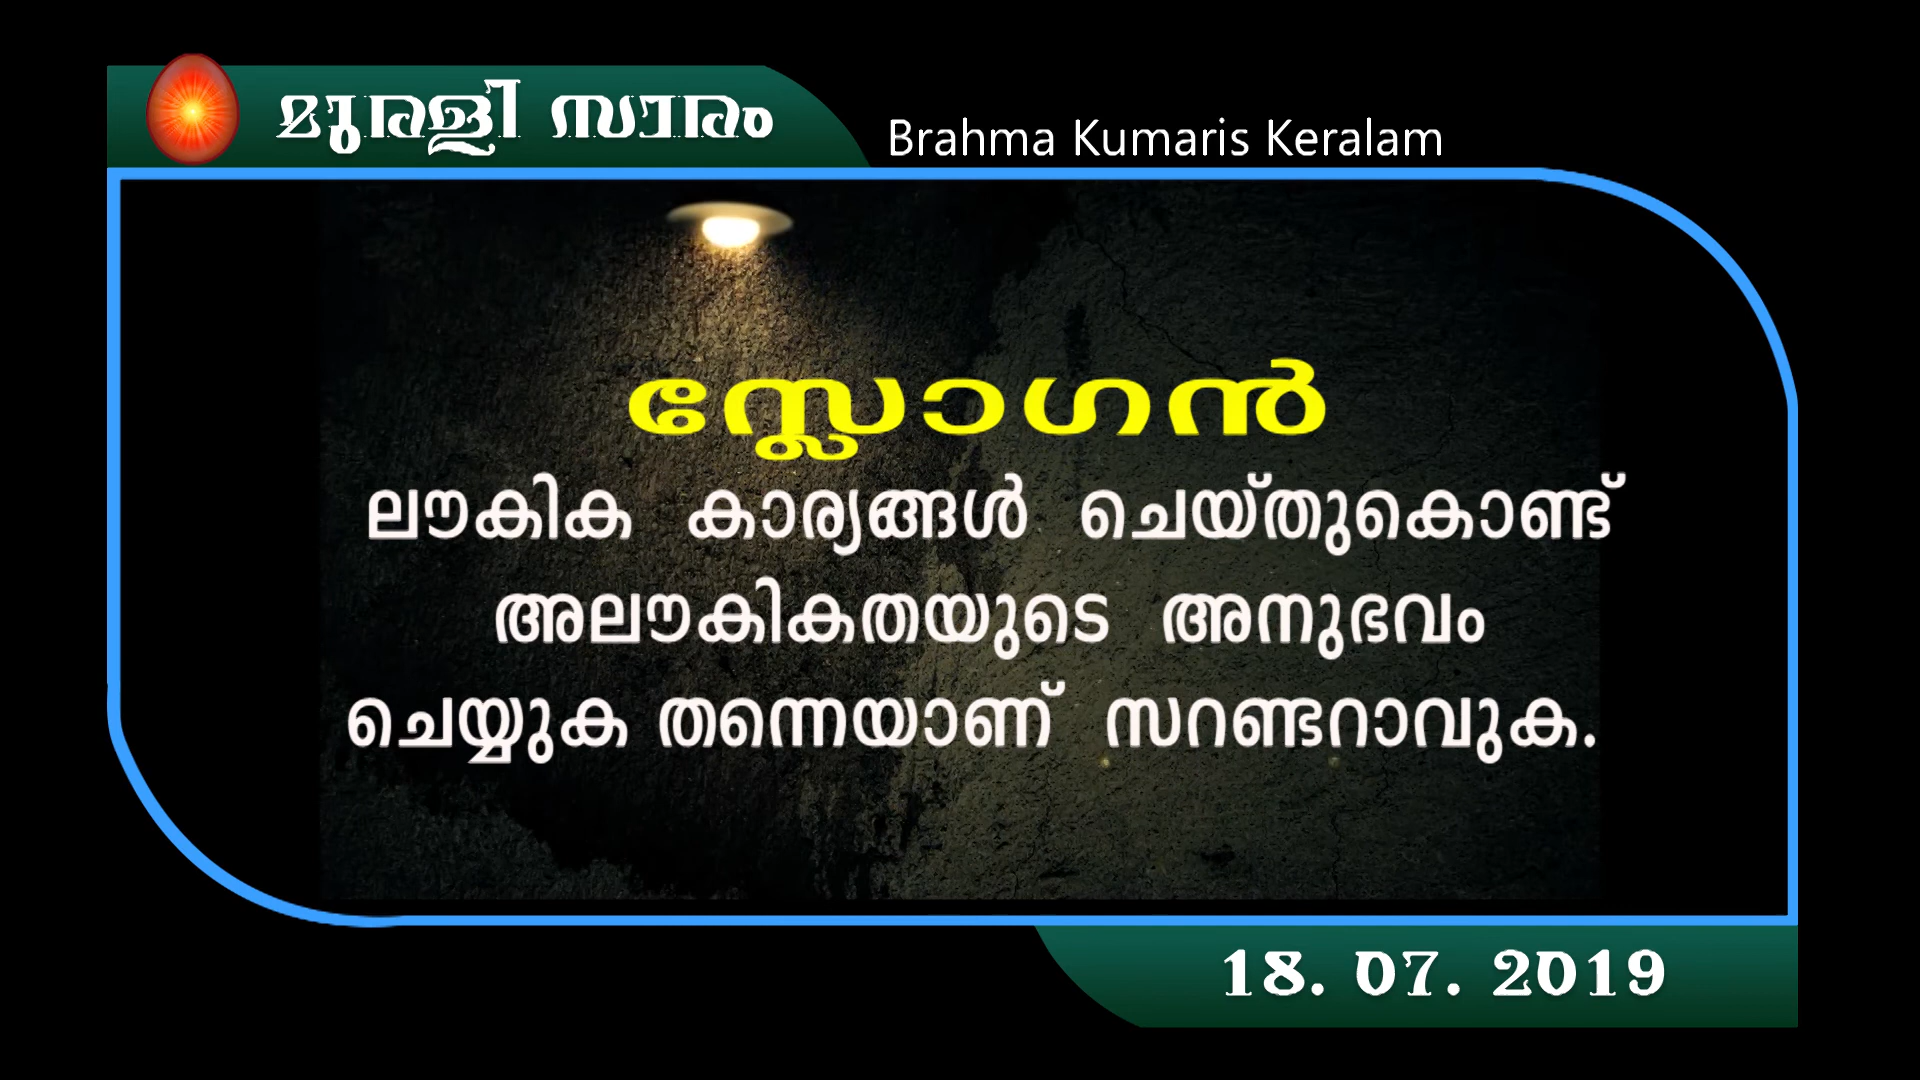 മുരളി സാരം
Brahma Kumaris Keralam
സ്ലോഗൻ
ലൗകിക കാര്യങ്ങൾ ചെയ്തുകൊണ്ട്
അലൗകികതയുടെ അനുഭവം
ചെയ്യുക തന്നെയാണ് സറണ്ടറാവുക.
18. 07. 2019